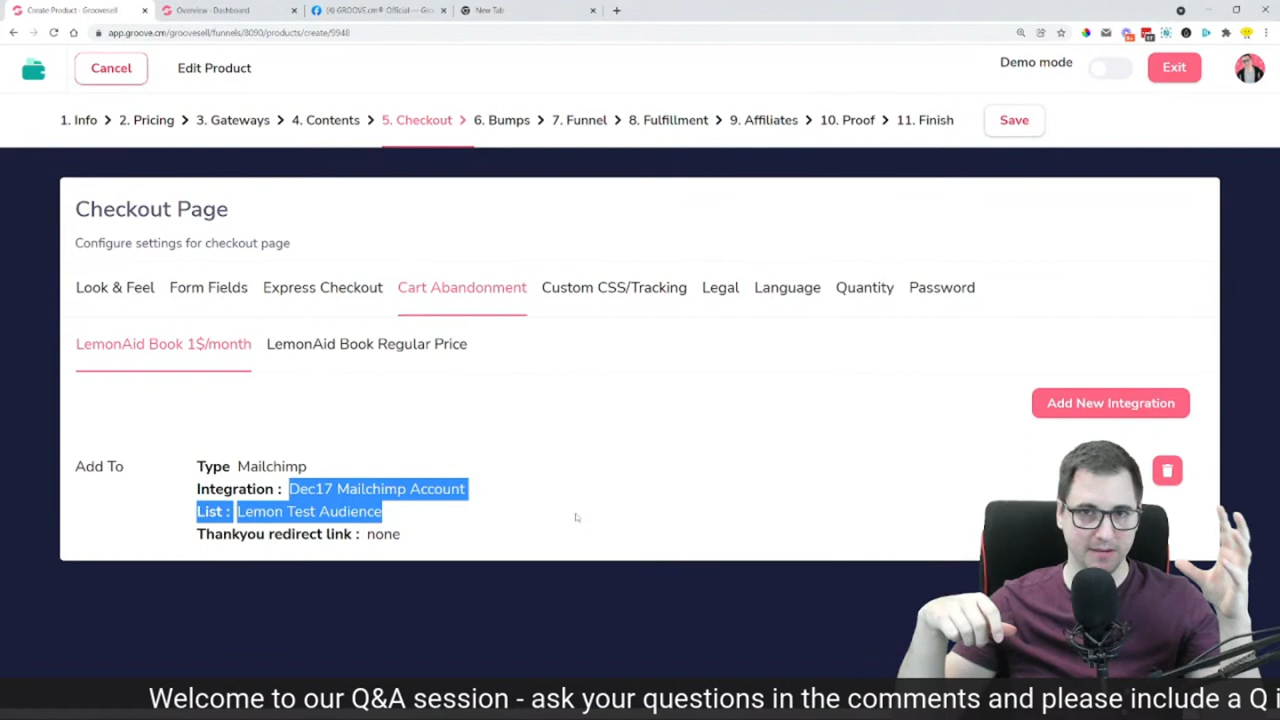 Create Product - Groovesell
Overview - Dashboard
(4) GROOVE.cm® Official — Groo
New Tab
app.groove.cm/groovesell/funnels/8090/products/create/9948
Cancel
Edit Product
Demo mode
Exit
1. Info > 2. Pricing > 3. Gateways > 4. Contents > 5. Checkout > 6. Bumps > 7. Funnel > 8. Fulfillment > 9. Affiliates > 10. Proof > 11. Finish
Save
Checkout Page
Configure settings for checkout page
Look & Feel Form Fields Express Checkout Cart Abandonment Custom CSS/Tracking Legal Language Quantity Password
LemonAid Book 1$/month LemonAid Book Regular Price
Add New Integration
Add To
Type Mailchimp
Integration : Dec17 Mailchimp Account
List : Lemon Test Audience
Thankyou redirect link : none
Welcome to our Q&A session - ask your questions in the comments and please include a Q i